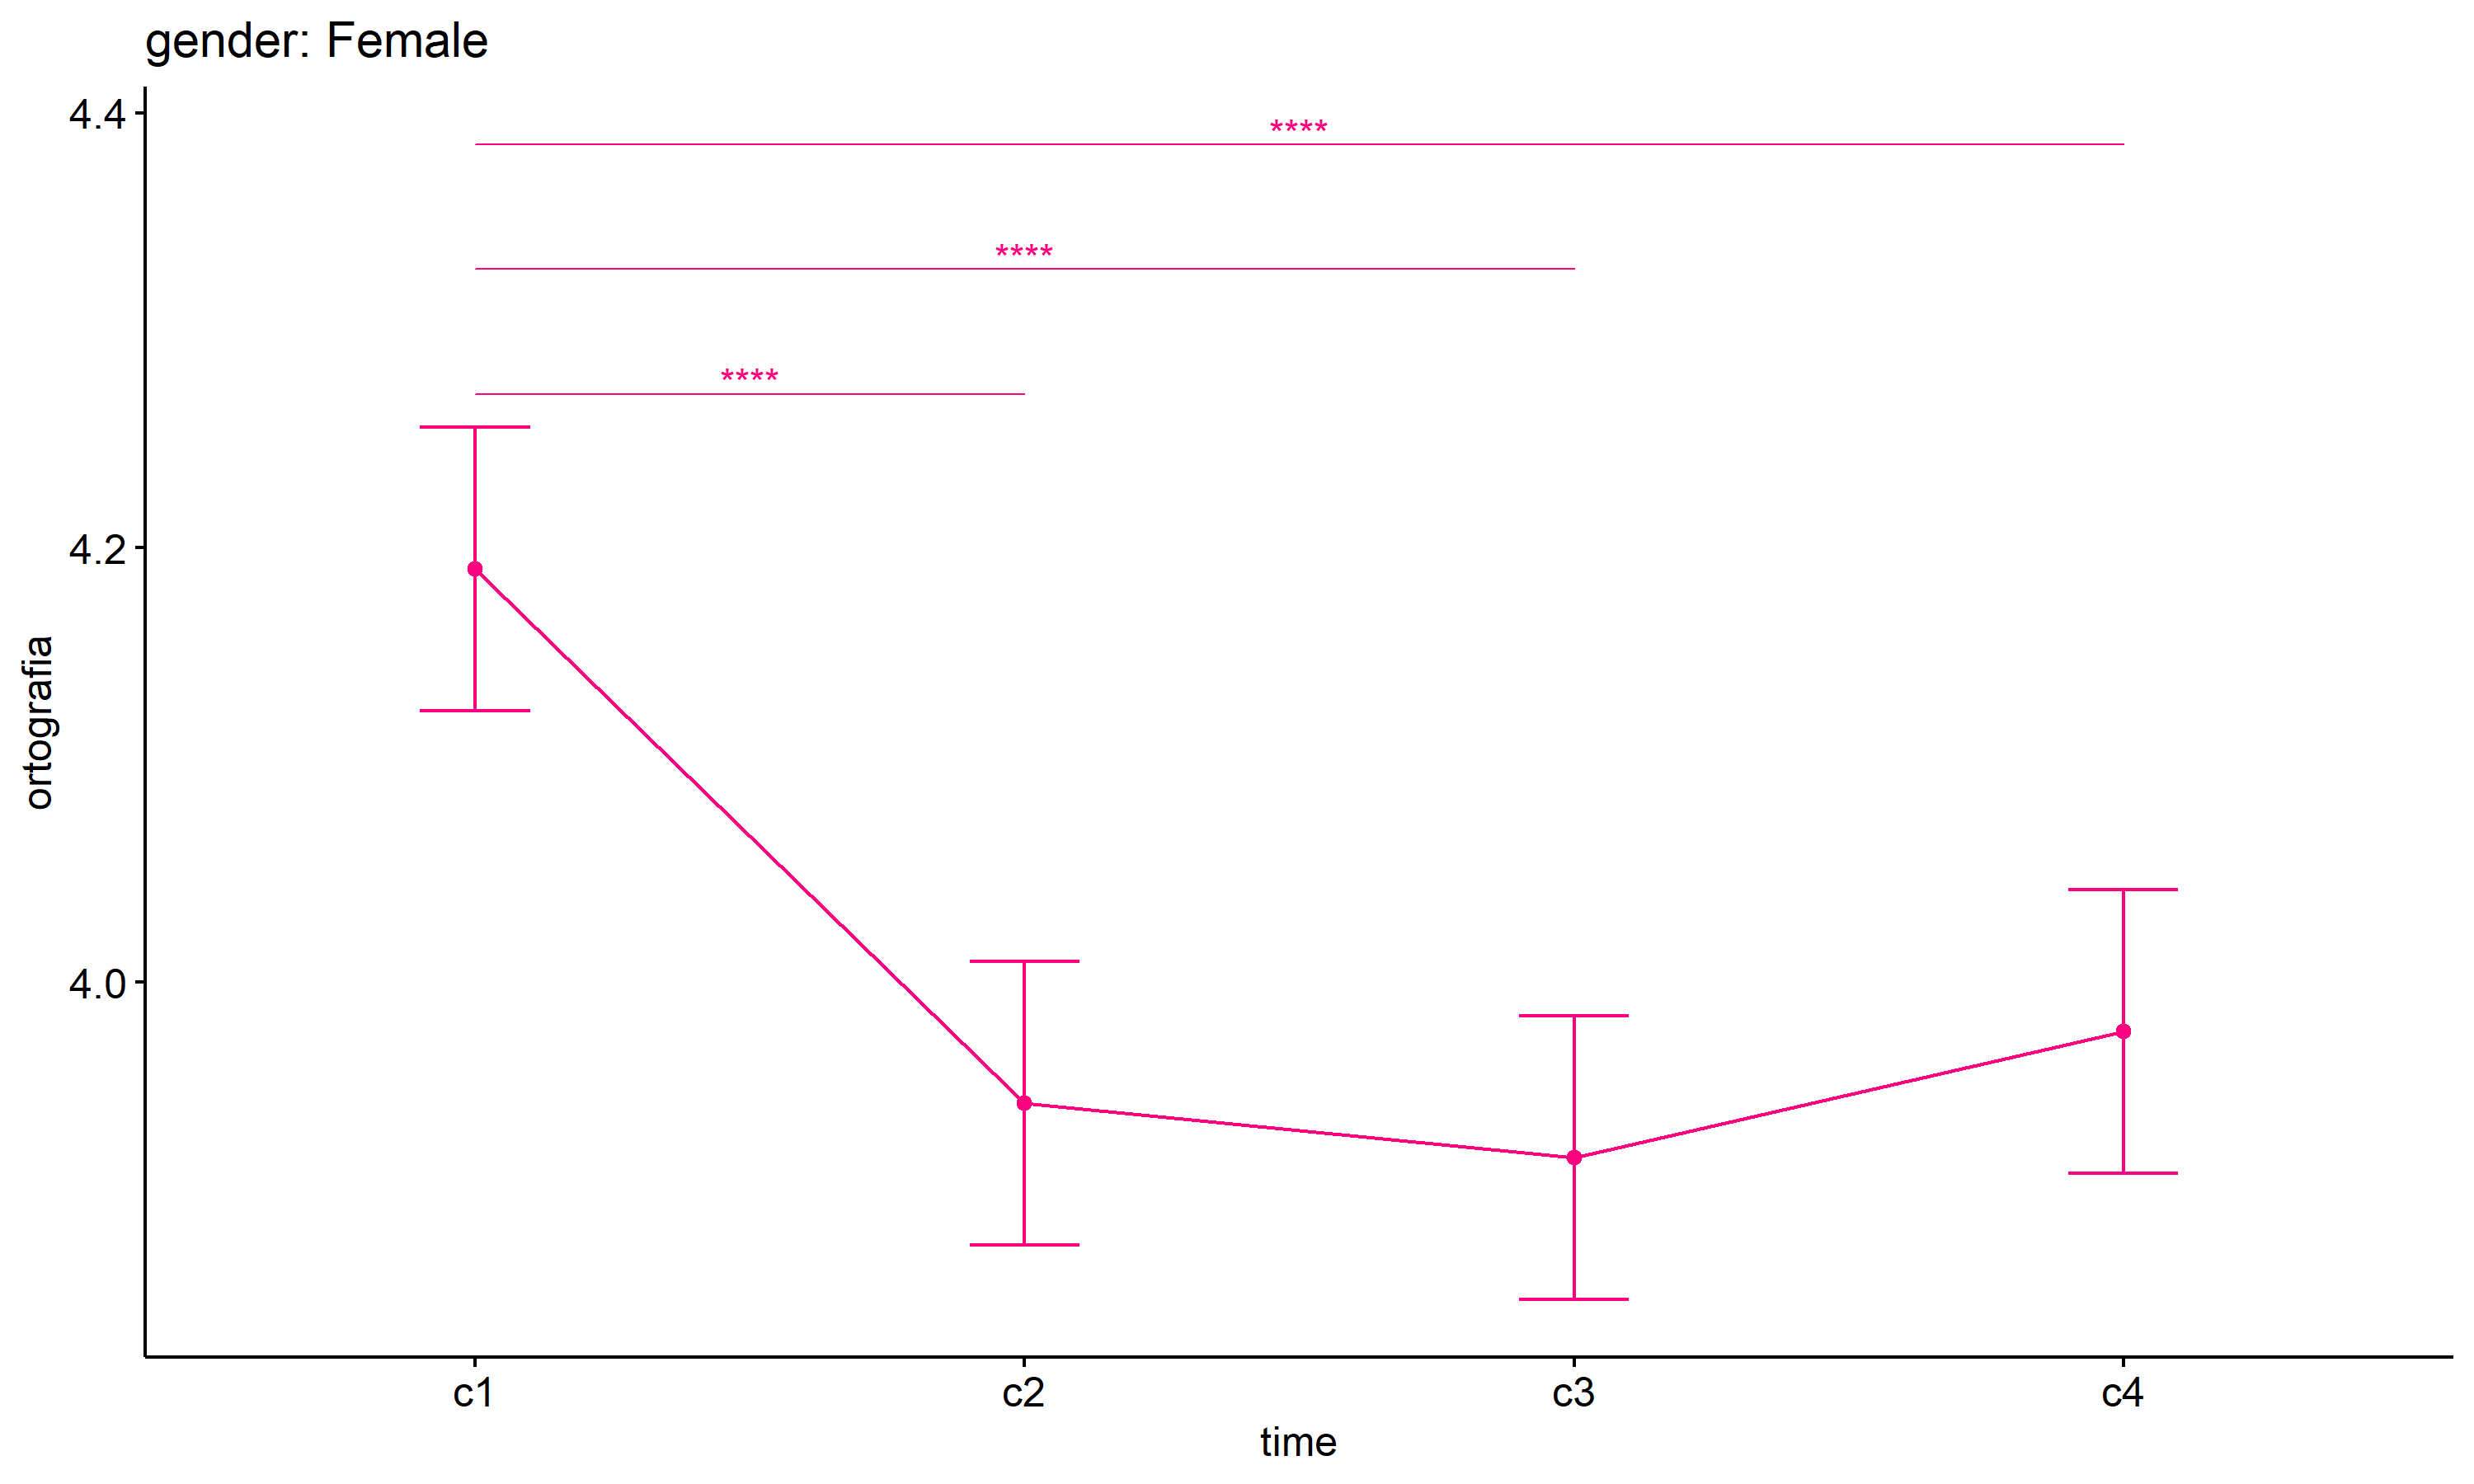 gender: Female
4.4
****
****
****
4.2
ortografia
4.0
c1 c2 c3 c4
time